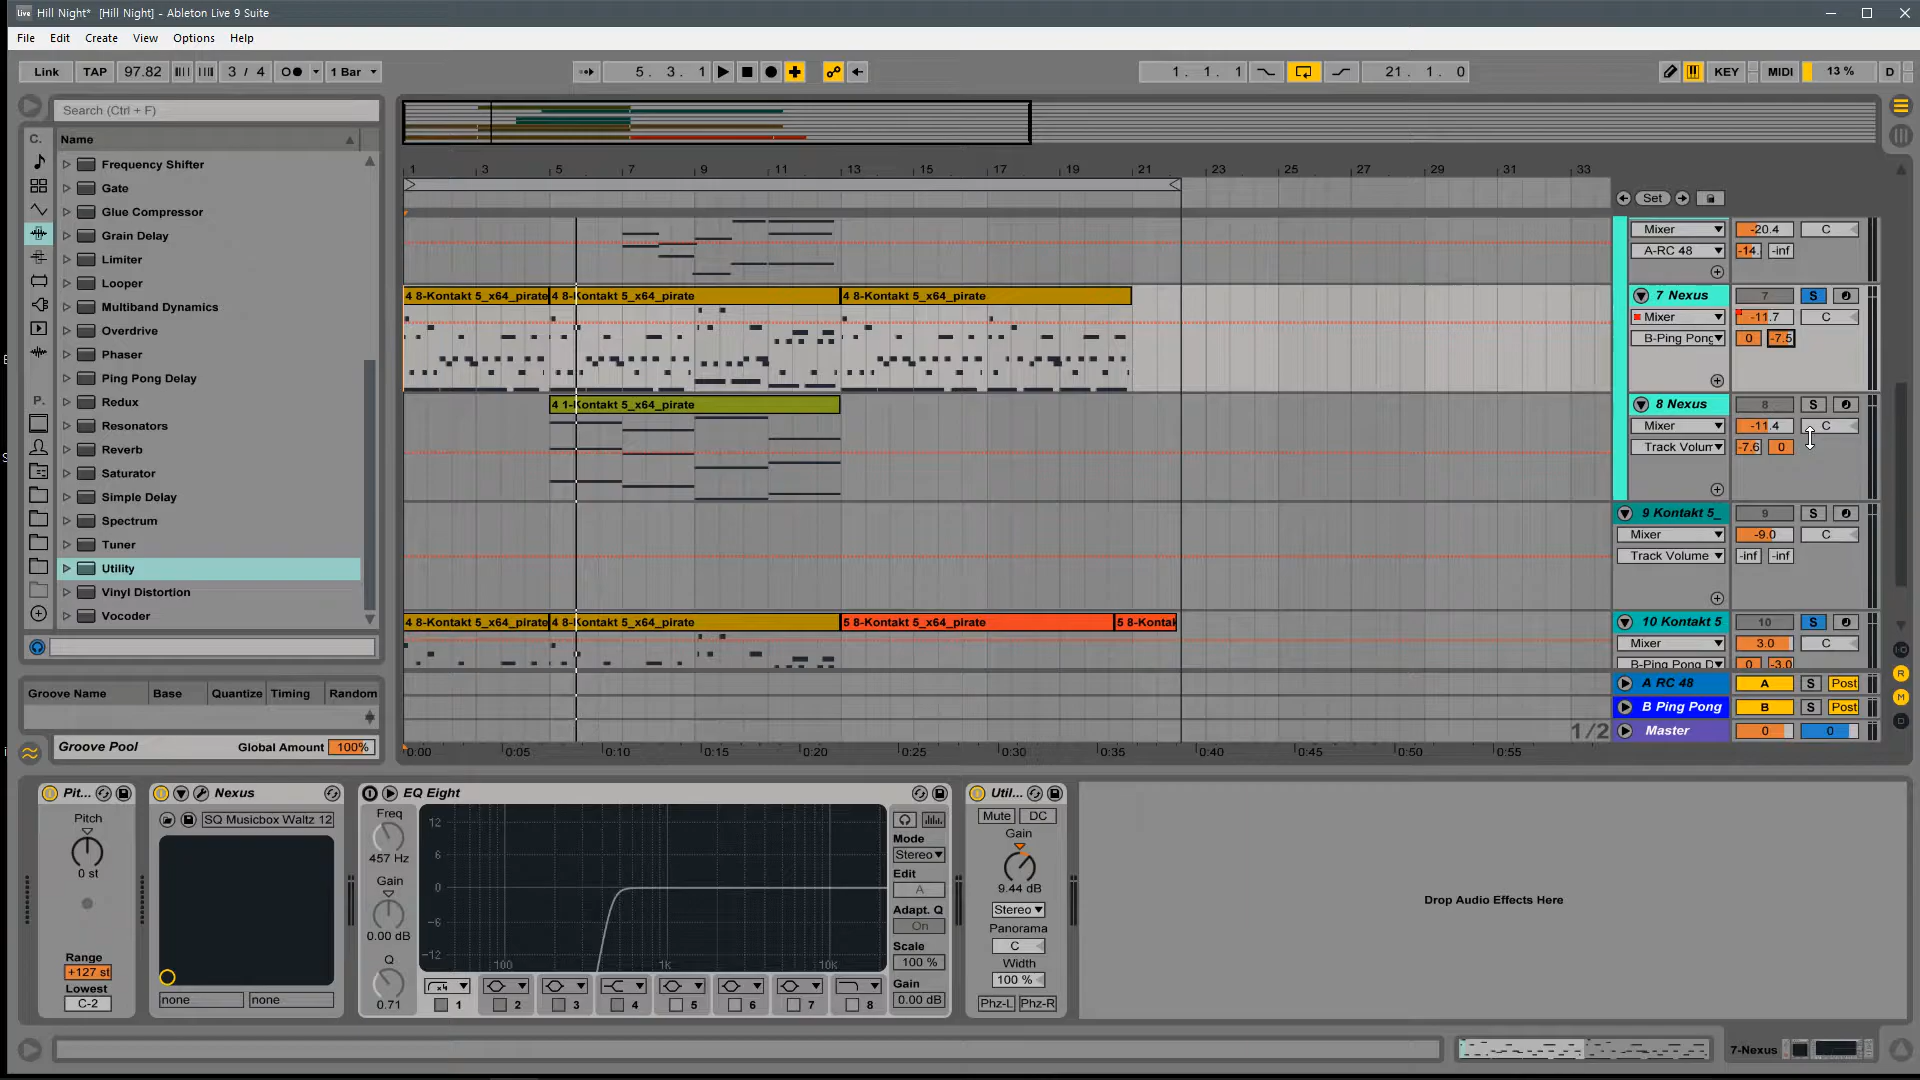 Live Hill Night* [Hill Night] - Ableton Live 9 Suite
File Edit Create View Options Help
Link TAP 97.82 3 / 4 1 Bar 5. 3. 1 1. 1. 1 21. 1. 0 KEY MIDI 13 % D
Search (Ctrl + F)
C. Name
Frequency Shifter
Gate
Glue Compressor
Grain Delay
Limiter
Looper
Multiband Dynamics
Overdrive
Phaser
Ping Pong Delay
Redux
Resonators
Reverb
Saturator
Simple Delay
Spectrum
Tuner
Utility
Vinyl Distortion
Vocoder
P.
Groove Name Base Quantize Timing Random
Groove Pool Global Amount 100%
1 3 5 7 9 11 13 15 17 19 23 25 27 29 31 33
Set
Mixer -20.4 C
A-RC 48 -14. -inf
4 8-Kontakt 5_x64_pirate 4 8-Kontakt 5_x64_pirate 4 8-Kontakt 5_x64_pirate
7 Nexus 7 S
Mixer -11.7 C
B-Ping Pong 0 -7.5
4 1-Kontakt 5_x64_pirate
8 Nexus 8 S
Mixer -11.4 C
Track Volum -7.6 0
9 Kontakt 5_ 9 S
Mixer -9.0 C
Track Volume -inf -inf
4 8-Kontakt 5_x64_pirate 4 8-Kontakt 5_x64_pirate 5 8-Kontakt 5_x64_pirate 5 8-Kontak
10 Kontakt 5 10 S
Mixer 3.0 C
B-Ping Pong D 0 -3.0
A RC 48 A S Post
B Ping Pong B S Post
1/2 Master 0 0
0:00 0:05 0:10 0:15 0:20 0:25 0:30 0:35 0:40 0:45 0:50 0:55
I·O
R
M
D
Pit...
Pitch
0 st
Range
+127 st
Lowest
C-2
Nexus
SQ Musicbox Waltz 12
none none
EQ Eight
Freq
457 Hz
Gain
0.00 dB
Q
0.71
12
6
0
-6
-12
100 1k 10k
x4
1 2 3 4 5 6 7 8
Mode
Stereo
Edit
A
Adapt. Q
On
Scale
100 %
Gain
0.00 dB
Util...
Mute DC
Gain
9.44 dB
Stereo
Panorama
C
Width
100 %
Phz-L Phz-R
Drop Audio Effects Here
7-Nexus